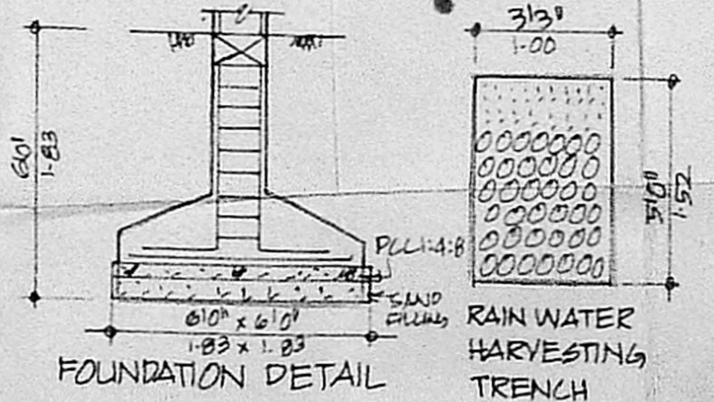 3'3"
1.00
6'0'
1.83
5'0"
1.52
PCC 1:4:8
SAND
FILLING
6'0" x 6'0"
1.83 x 1.83
FOUNDATION DETAIL
RAIN WATER
HARVESTING
TRENCH